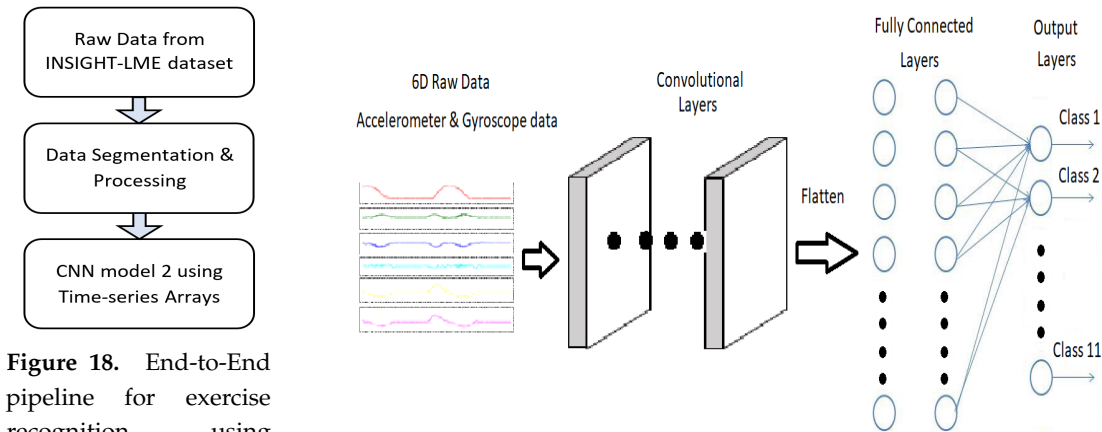 Raw Data from
INSIGHT-LME dataset
Data Segmentation &
Processing
CNN model 2 using
Time-series Arrays
Figure 18. End-to-End
pipeline for exercise
recognition using
6D Raw Data
Accelerometer & Gyroscope data
Convolutional
Layers
Flatten
Fully Connected
Layers
Output
Layers
Class 1
Class 2
Class 11